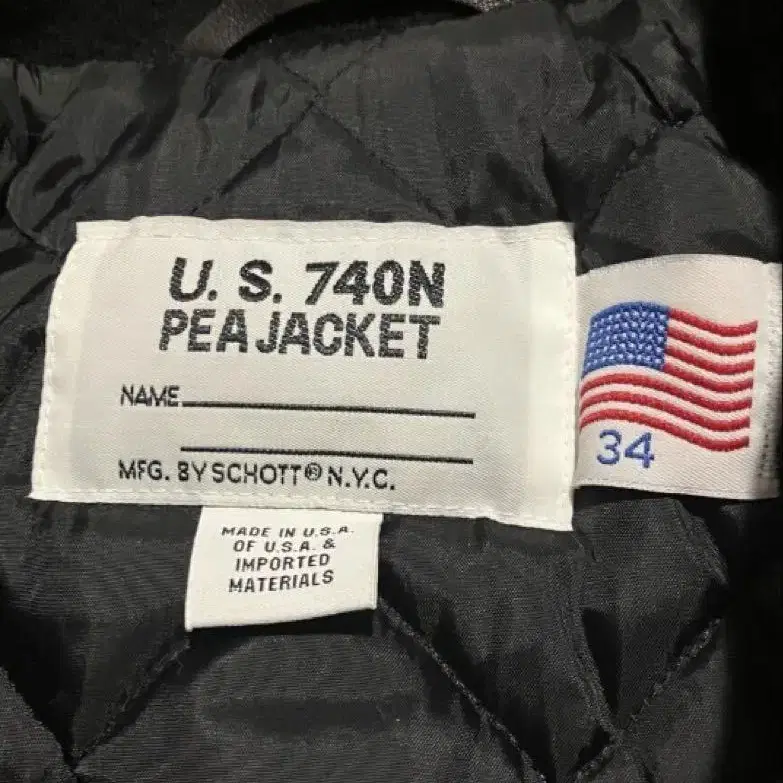 U. S. 740N
PEA JACKET
NAME
MFG. BY SCHOTT® N.Y.C.
34
MADE IN U.S.A.
OF U.S.A. &
IMPORTED
MATERIALS